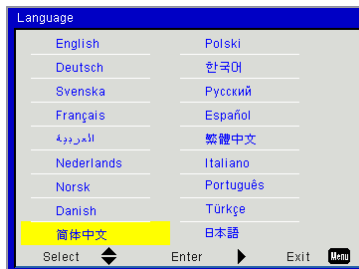 Language
English Polski
Deutsch 한국어
Svenska Русский
Français Español
العربية 繁體中文
Nederlands Italiano
Norsk Português
Danish Türkçe
简体中文 日本語
Select Enter Exit Menu